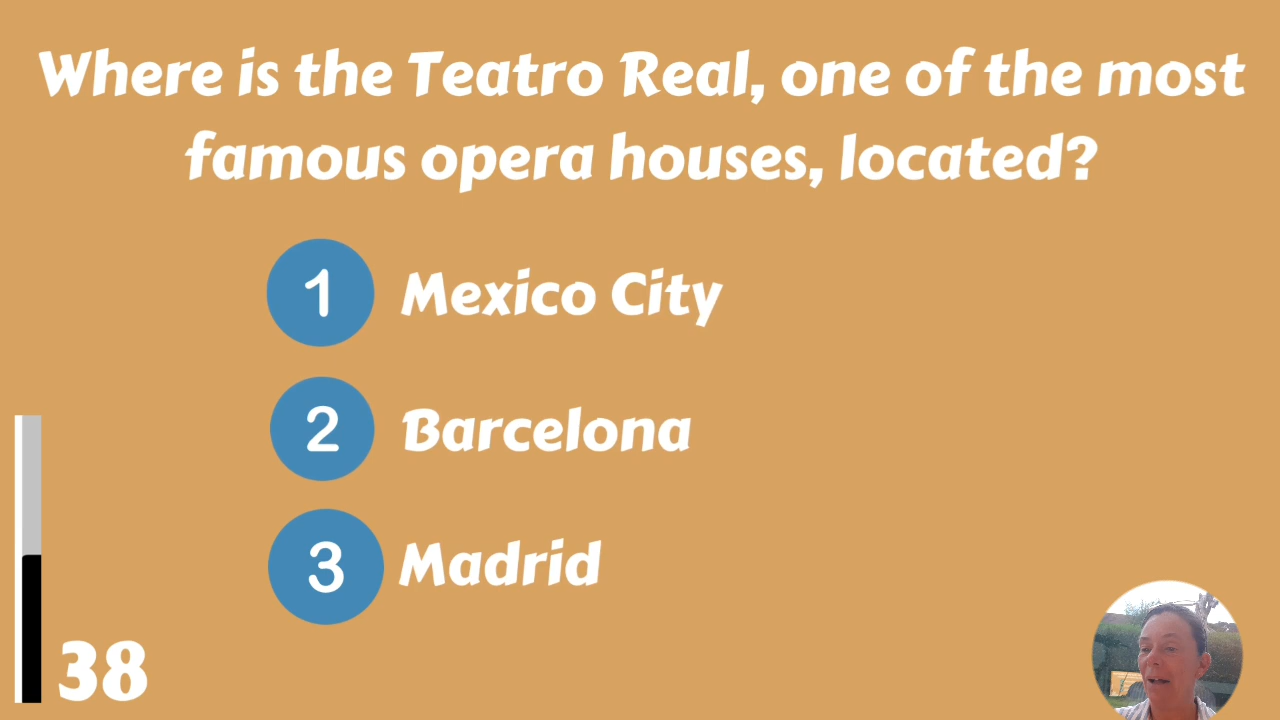 Where is the Teatro Real, one of the most
famous opera houses, located?
1 Mexico City
2 Barcelona
3 Madrid
38